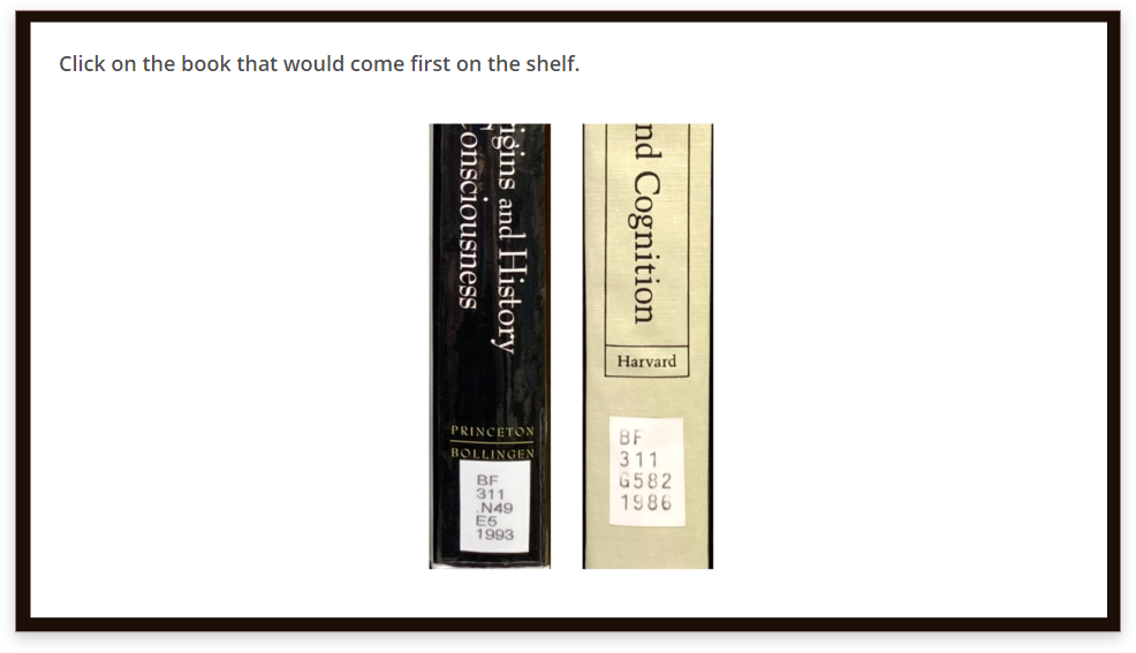 Click on the book that would come first on the shelf.
igins and History
onsciousness
PRINCETON
BOLLINGEN
BF
311
.N49
E5
1993
nd Cognition
Harvard
BF
311
G582
1986